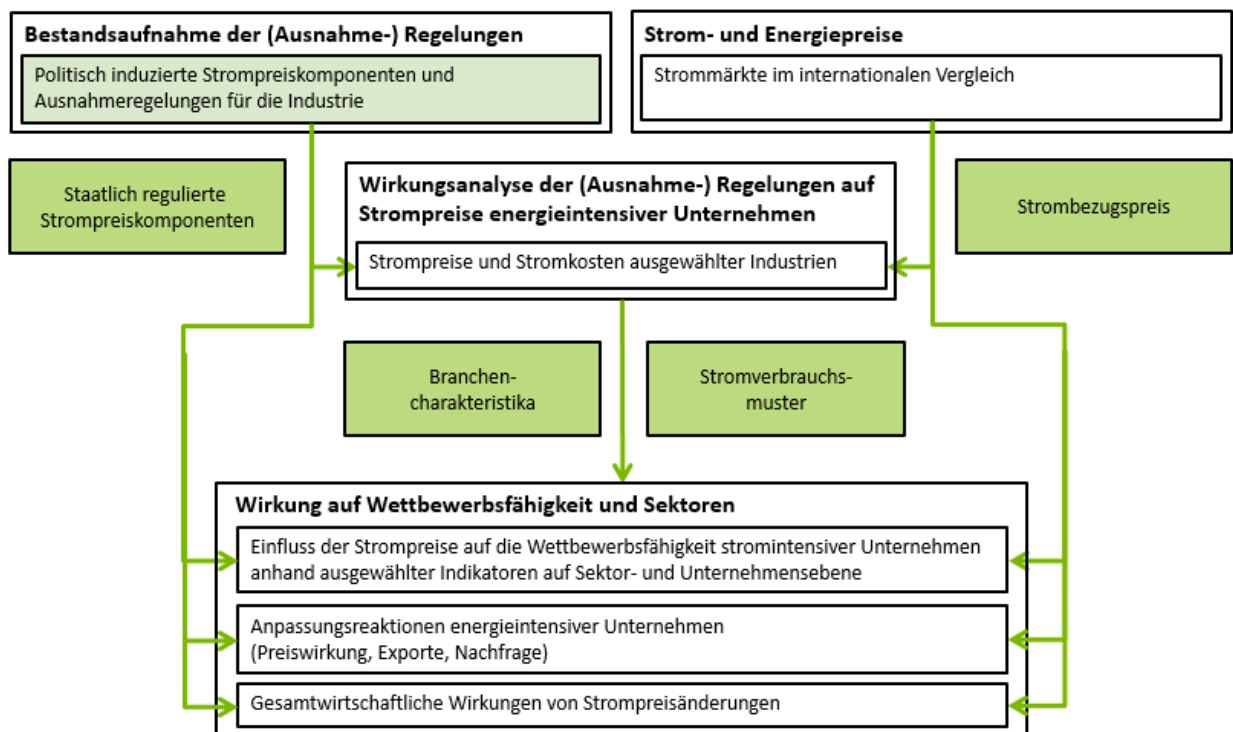 Bestandsaufnahme der (Ausnahme-) Regelungen
Politisch induzierte Strompreiskomponenten und
Ausnahmeregelungen für die Industrie
Strom- und Energiepreise
Strommärkte im internationalen Vergleich
Staatlich regulierte
Strompreiskomponenten
Wirkungsanalyse der (Ausnahme-) Regelungen auf
Strompreise energieintensiver Unternehmen
Strompreise und Stromkosten ausgewählter Industrien
Strombezugspreis
Branchen-
charakteristika
Stromverbrauchs-
muster
Wirkung auf Wettbewerbsfähigkeit und Sektoren
Einfluss der Strompreise auf die Wettbewerbsfähigkeit stromintensiver Unternehmen
anhand ausgewählter Indikatoren auf Sektor- und Unternehmensebene
Anpassungsreaktionen energieintensiver Unternehmen
(Preiswirkung, Exporte, Nachfrage)
Gesamtwirtschaftliche Wirkungen von Strompreisänderungen